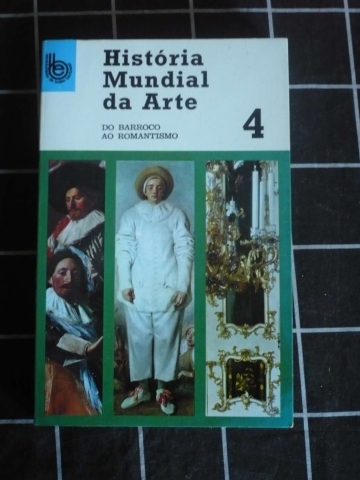 História
Mundial
da Arte
DO BARROCO
AO ROMANTISMO
4